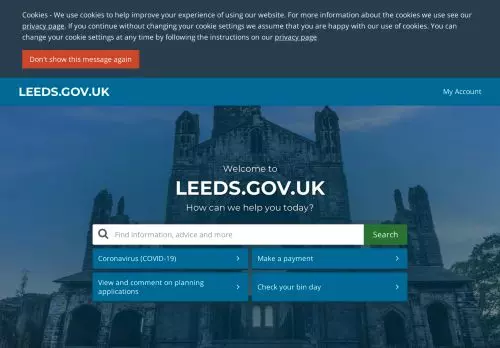 Cookies - We use cookies to help improve your experience of using our website. For more information about the cookies we use see our
privacy page. If you continue without changing your cookie settings we assume that you are happy with our use of cookies. You can
change your cookie settings at any time by following the instructions on our privacy page
Don't show this message again
LEEDS.GOV.UK
My Account
Welcome to
LEEDS.GOV.UK
How can we help you today?
Find information, advice and more
Search
Coronavirus (COVID-19)
Make a payment
View and comment on planning
applications
Check your bin day